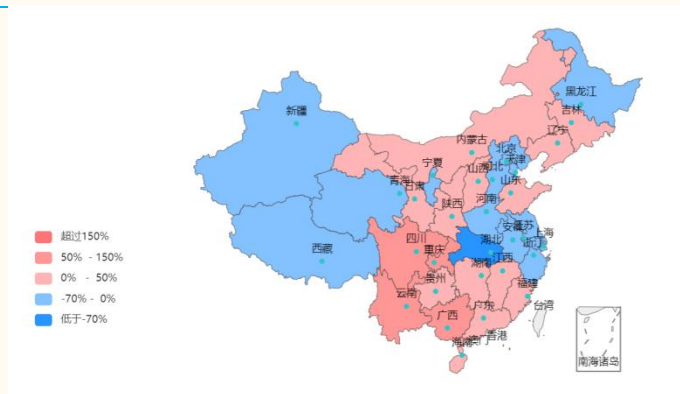 黑龙江
新疆
吉林
辽宁
内蒙古
北京
天津
宁夏
山西
河北
青海
甘肃
山东
陕西
河南
超过150%
50% - 150%
0% - 50%
-70% - 0%
低于-70%
江苏
安徽
上海
四川
湖北
浙江
西藏
重庆
江西
湖南
贵州
福建
云南
台湾
广西
广东
香港
澳门
海南
南海诸岛